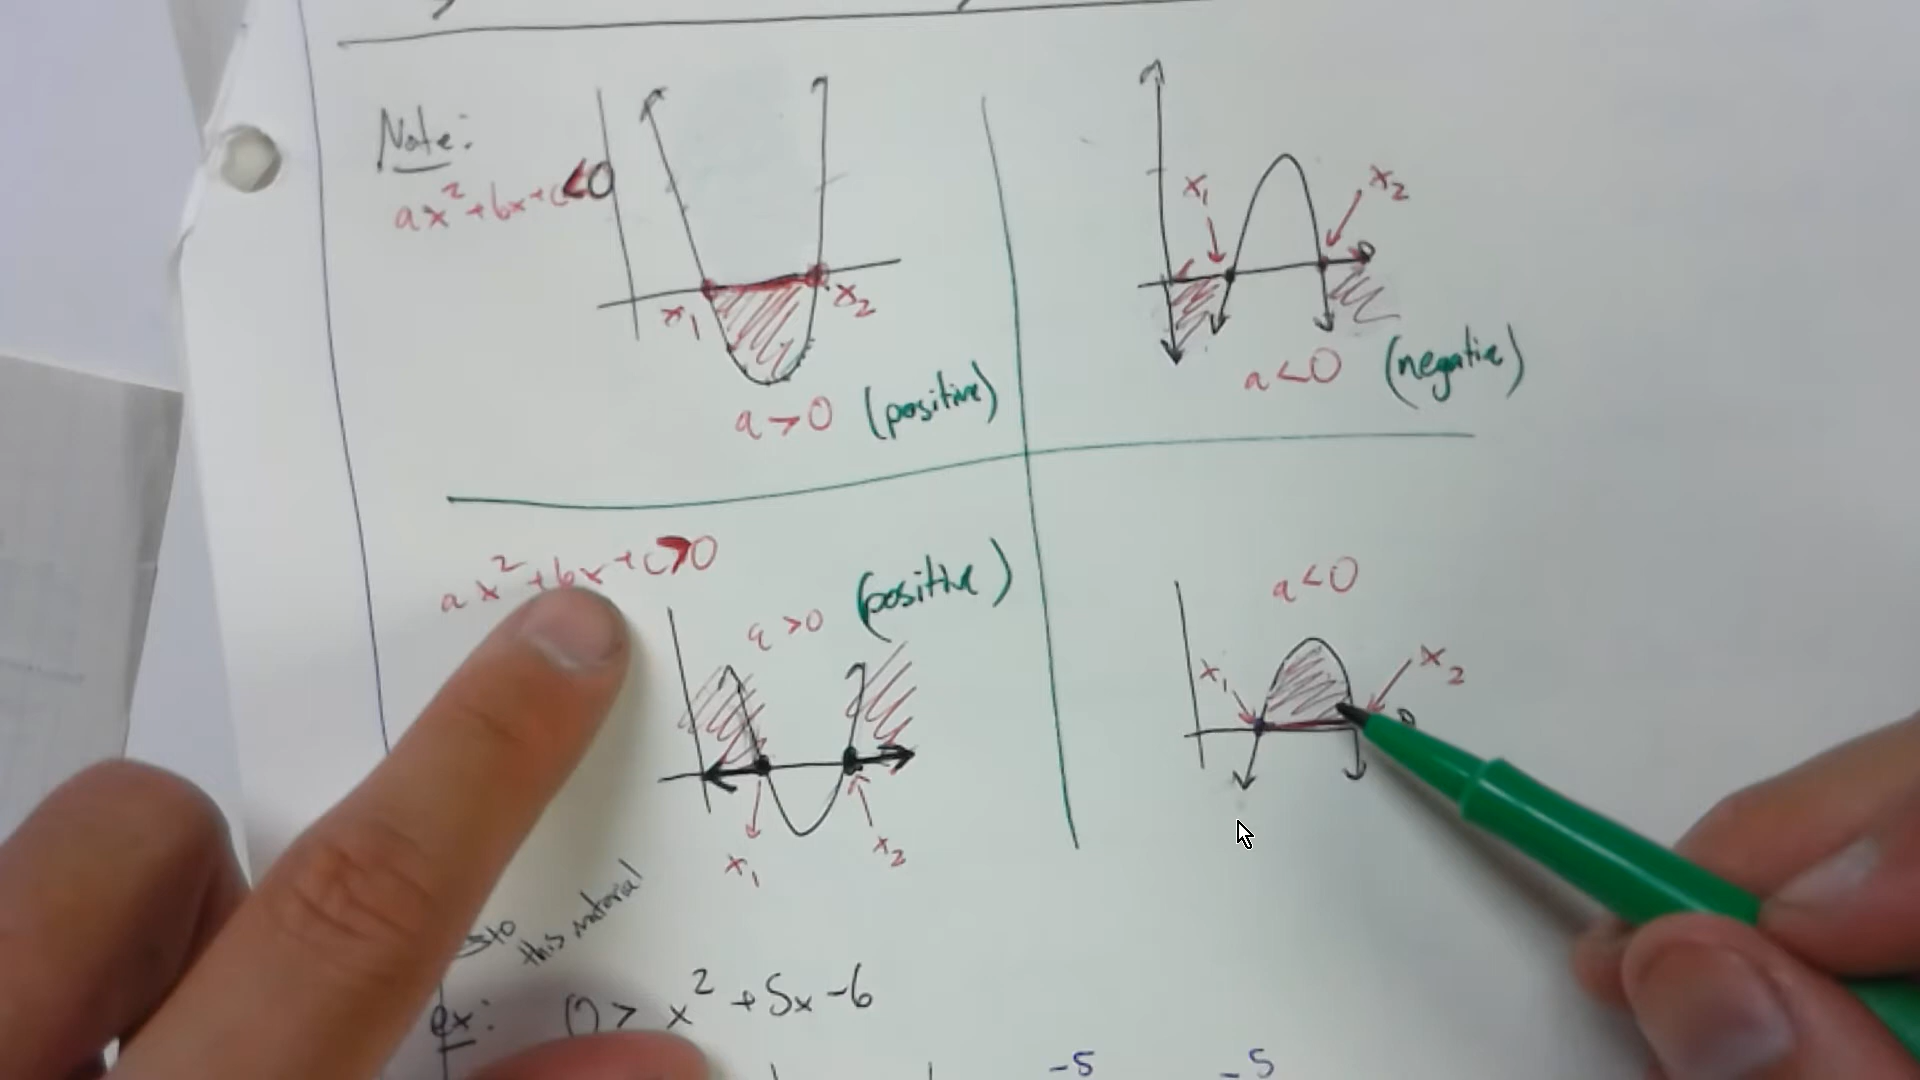 Note:
ax² + bx + c < 0
x₁
x₂
a > 0 (positive)
x₁
x₂
a < 0 (negative)
ax² + bx + c > 0
a > 0 (positive)
x₁
x₂
a < 0
x₁
x₂
this material
ex: 0 > x² + 5x - 6
-5
-5